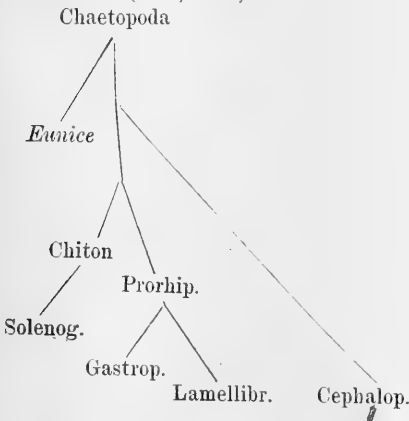 Chaetopoda
Eunice
Chiton
Prorhip.
Solenog.
Gastrop.
Lamellibr.
Cephalop.